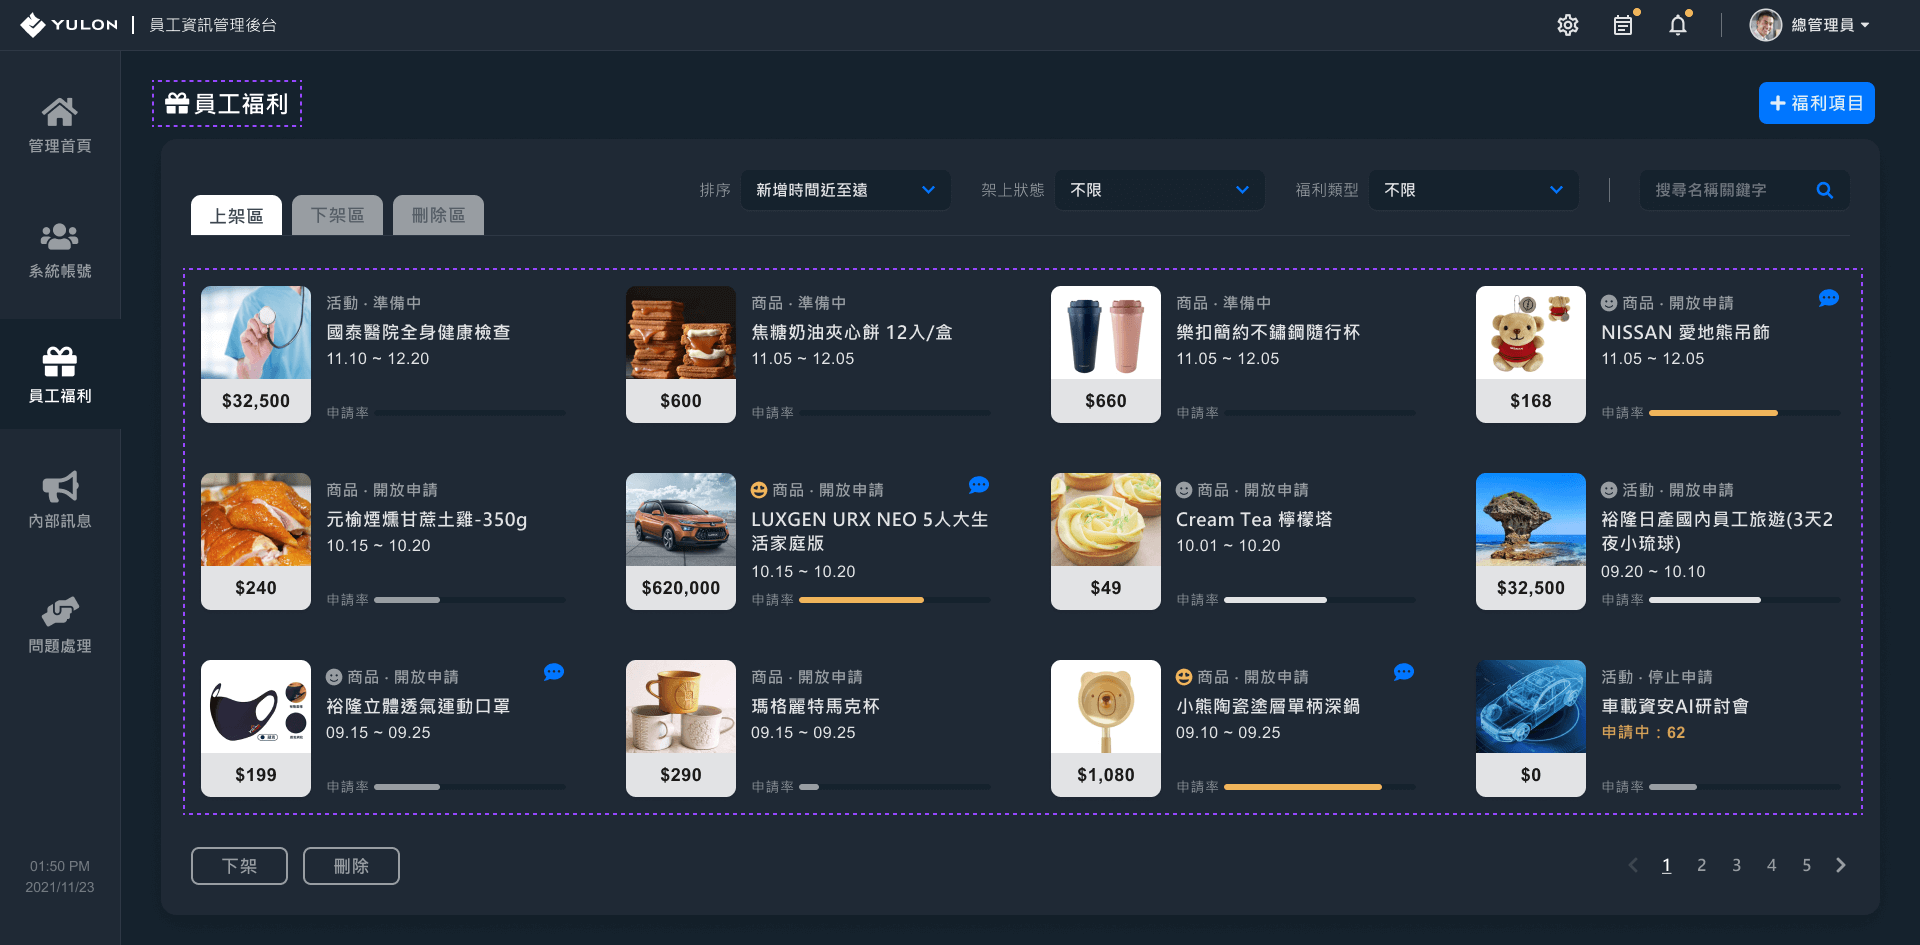 YULON | 員工資訊管理後台
總管理員
管理首頁
系統帳號
員工福利
內部訊息
問題處理
01:50 PM
2021/11/23
員工福利
福利項目
上架區
下架區
刪除區
排序
新增時間近至遠
架上狀態
不限
福利類型
不限
搜尋名稱關鍵字
活動 · 準備中
國泰醫院全身健康檢查
11.10 ~ 12.20
$32,500
申請率
商品 · 準備中
焦糖奶油夾心餅 12入/盒
11.05 ~ 12.05
$600
申請率
商品 · 準備中
樂扣簡約不鏽鋼隨行杯
11.05 ~ 12.05
$660
申請率
商品 · 開放申請
NISSAN 愛地熊吊飾
11.05 ~ 12.05
$168
申請率
商品 · 開放申請
元榆煙燻甘蔗土雞-350g
10.15 ~ 10.20
$240
申請率
商品 · 開放申請
LUXGEN URX NEO 5人大生
活家庭版
10.15 ~ 10.20
$620,000
申請率
商品 · 開放申請
Cream Tea 檸檬塔
10.01 ~ 10.20
$49
申請率
活動 · 開放申請
裕隆日產國內員工旅遊(3天2
夜小琉球)
09.20 ~ 10.10
$32,500
申請率
商品 · 開放申請
裕隆立體透氣運動口罩
09.15 ~ 09.25
$199
申請率
商品 · 開放申請
瑪格麗特馬克杯
09.15 ~ 09.25
$290
申請率
商品 · 開放申請
小熊陶瓷塗層單柄深鍋
09.10 ~ 09.25
$1,080
申請率
活動 · 停止申請
車載資安AI研討會
申請中：62
$0
申請率
下架
刪除
1 2 3 4 5